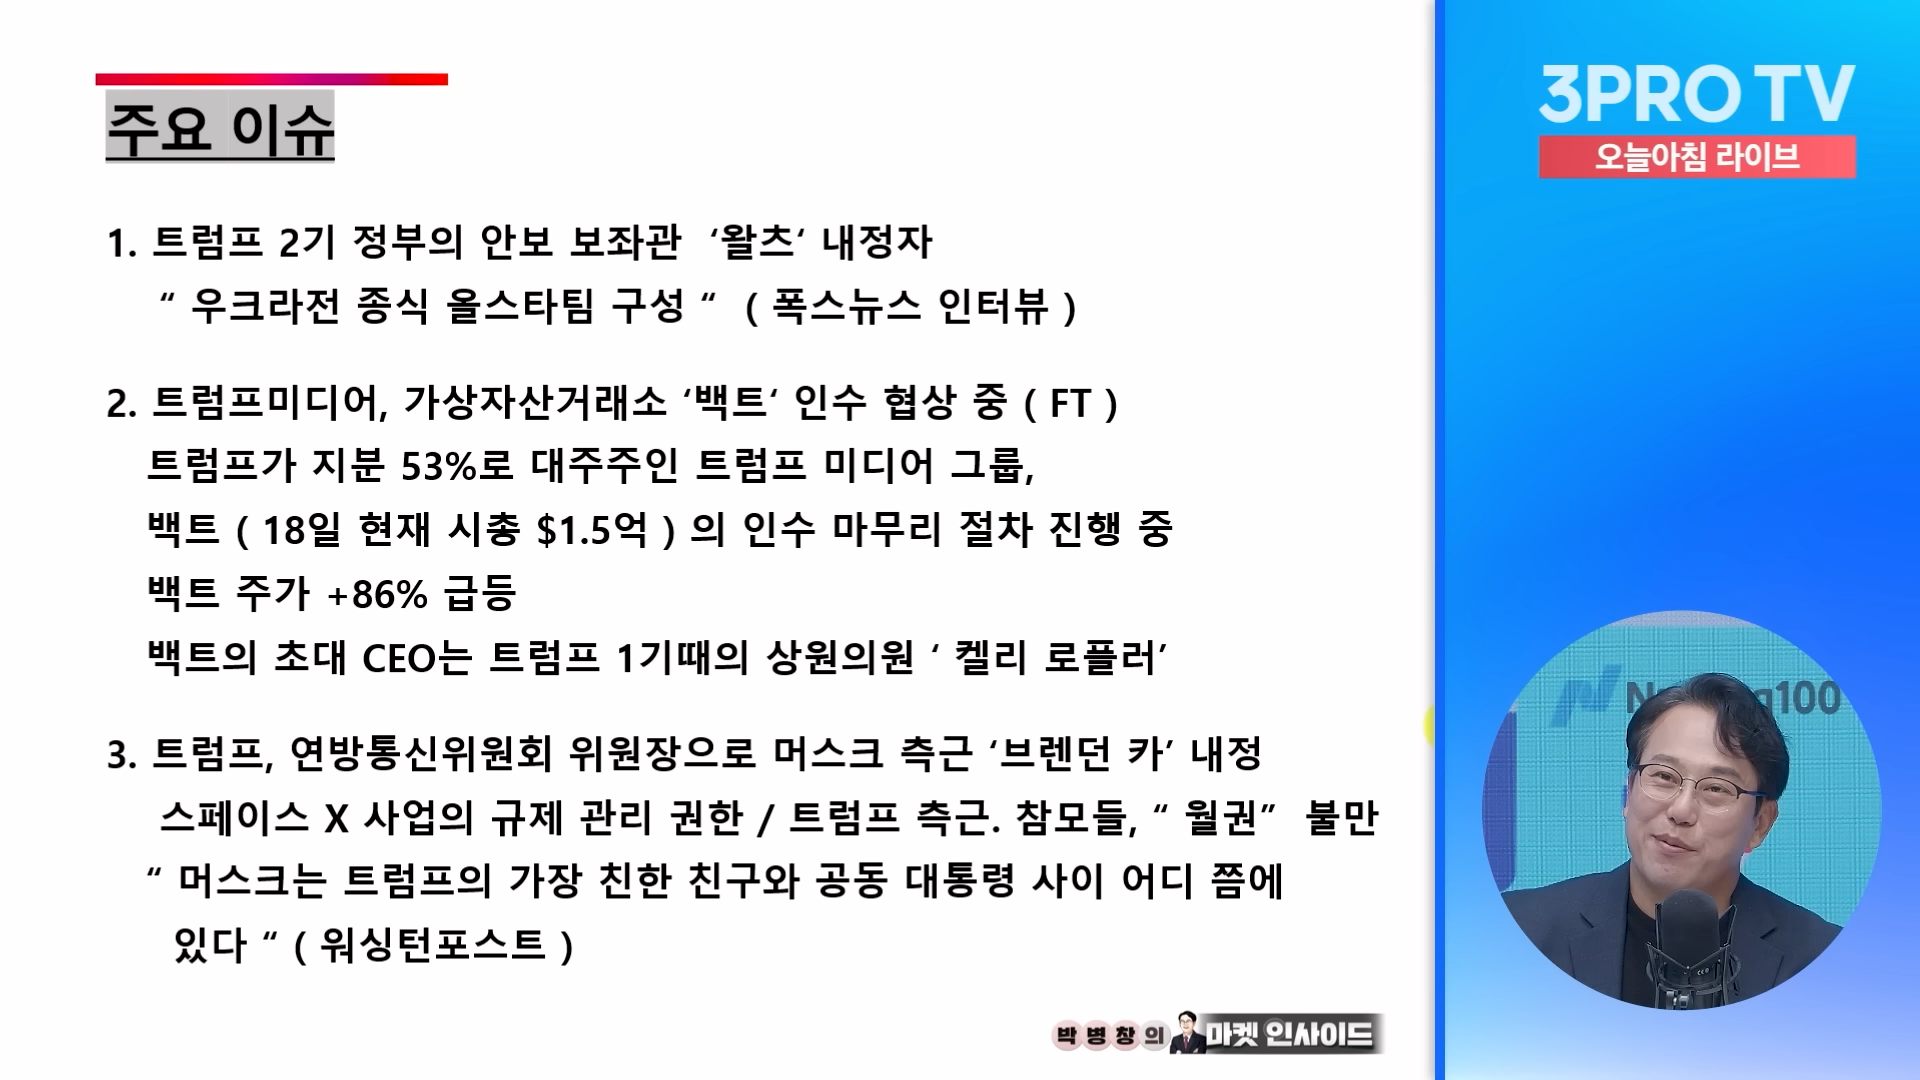 주요 이슈
1. 트럼프 2기 정부의 안보 보좌관 ‘왈츠‘ 내정자
“ 우크라전 종식 올스타팀 구성 “ ( 폭스뉴스 인터뷰 )
2. 트럼프미디어, 가상자산거래소 ‘백트‘ 인수 협상 중 ( FT )
트럼프가 지분 53%로 대주주인 트럼프 미디어 그룹,
백트 ( 18일 현재 시총 $1.5억 ) 의 인수 마무리 절차 진행 중
백트 주가 +86% 급등
백트의 초대 CEO는 트럼프 1기때의 상원의원 ‘ 켈리 로플러’
3. 트럼프, 연방통신위원회 위원장으로 머스크 측근 ‘브렌던 카’ 내정
스페이스 X 사업의 규제 관리 권한 / 트럼프 측근. 참모들, “ 월권” 불만
“ 머스크는 트럼프의 가장 친한 친구와 공동 대통령 사이 어디 쯤에
있다 “ ( 워싱턴포스트 )
박병창의 마켓 인사이드
3PRO TV
오늘아침 라이브